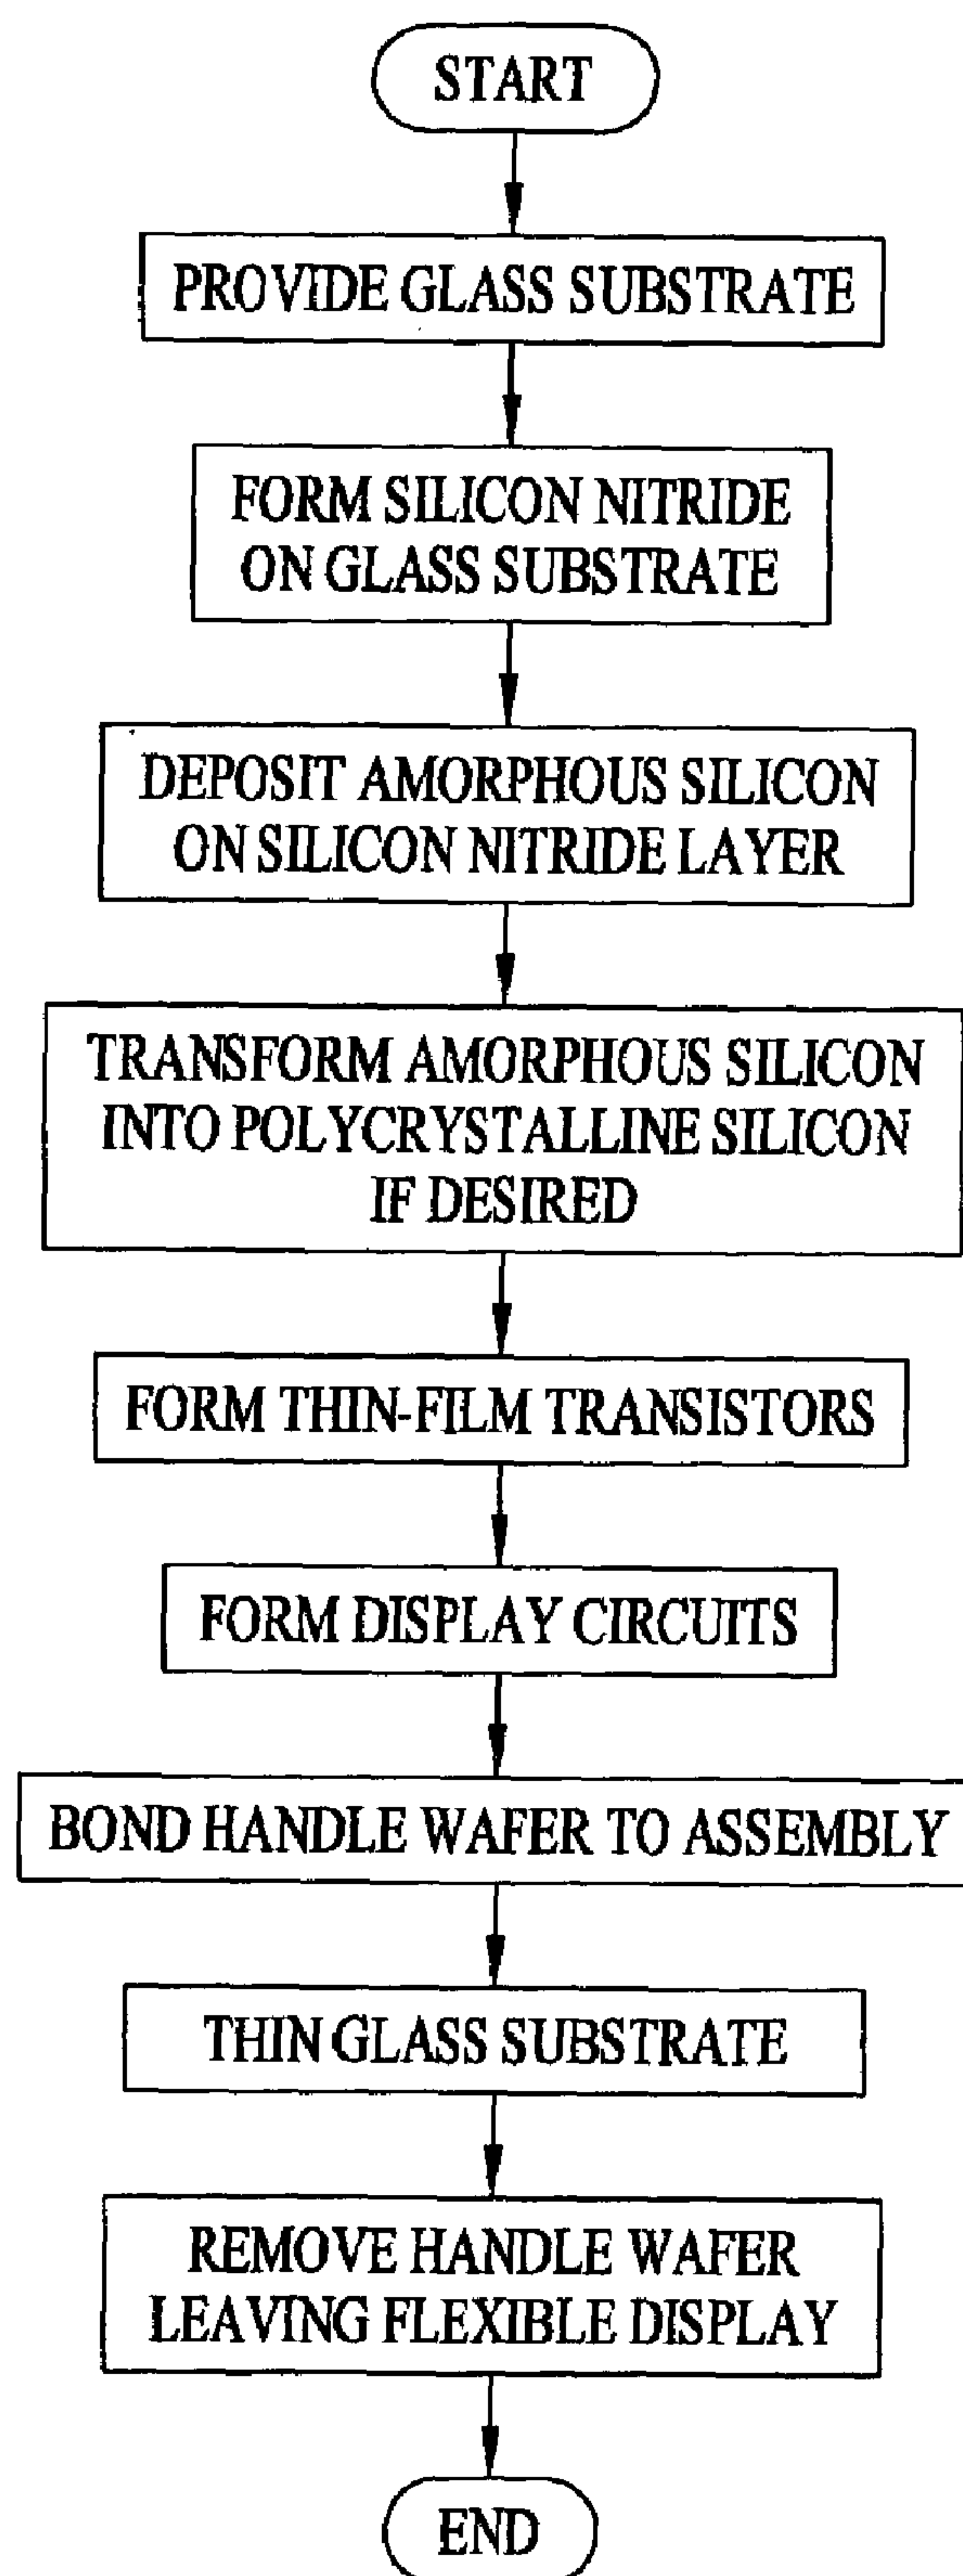 START
PROVIDE GLASS SUBSTRATE
FORM SILICON NITRIDE
ON GLASS SUBSTRATE
DEPOSIT AMORPHOUS SILICON
ON SILICON NITRIDE LAYER
TRANSFORM AMORPHOUS SILICON
INTO POLYCRYSTALLINE SILICON
IF DESIRED
FORM THIN-FILM TRANSISTORS
FORM DISPLAY CIRCUITS
BOND HANDLE WAFER TO ASSEMBLY
THIN GLASS SUBSTRATE
REMOVE HANDLE WAFER
LEAVING FLEXIBLE DISPLAY
END